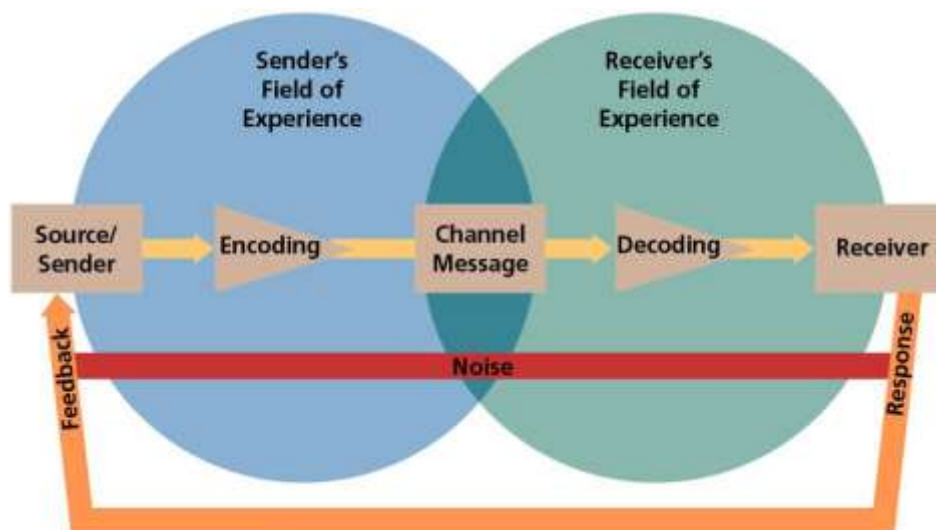 Sender's
Field of
Experience
Receiver's
Field of
Experience
Source/
Sender
Encoding
Channel
Message
Decoding
Receiver
Feedback
Noise
Response